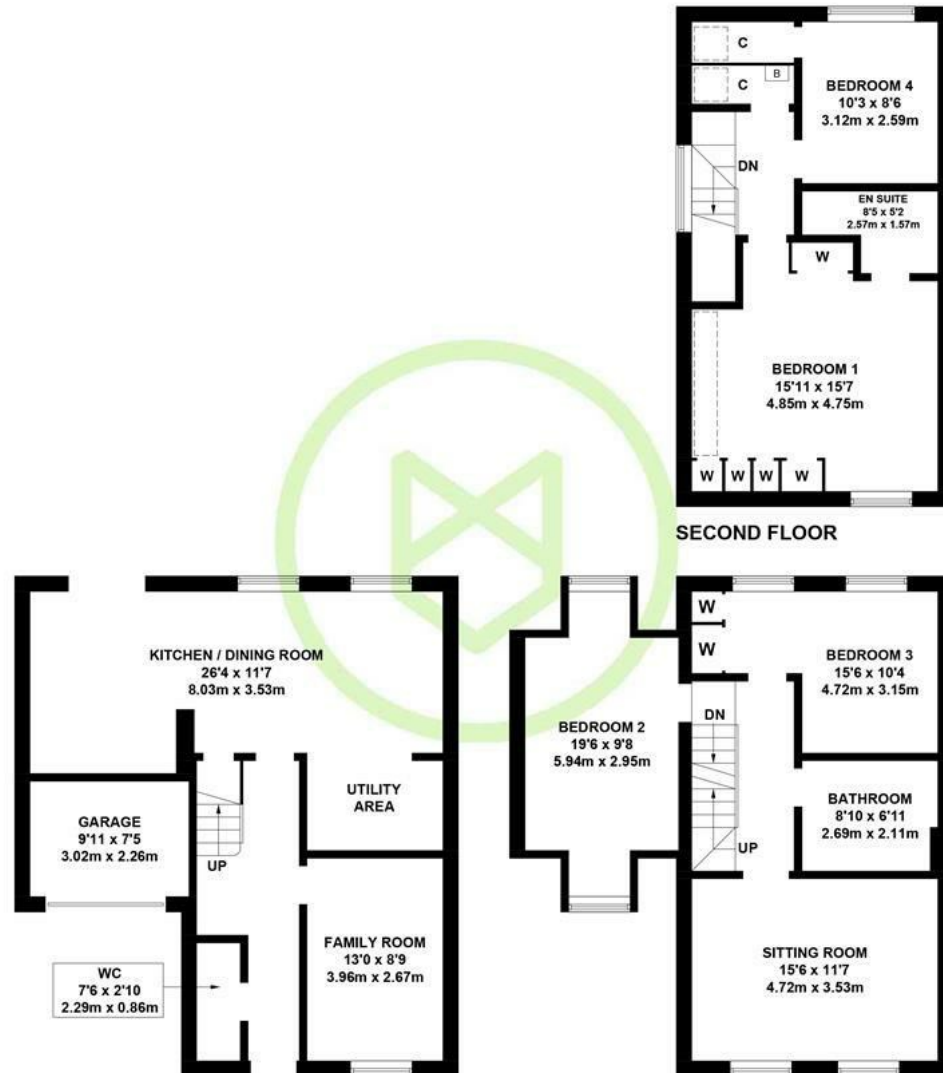 C
C
B
BEDROOM 4
10'3 x 8'6
3.12m x 2.59m
DN
EN SUITE
8'5 x 5'2
2.57m x 1.57m
W
BEDROOM 1
15'11 x 15'7
4.85m x 4.75m
W W W W
SECOND FLOOR
KITCHEN / DINING ROOM
26'4 x 11'7
8.03m x 3.53m
UTILITY
AREA
GARAGE
9'11 x 7'5
3.02m x 2.26m
UP
FAMILY ROOM
13'0 x 8'9
3.96m x 2.67m
WC
7'6 x 2'10
2.29m x 0.86m
W
W
BEDROOM 3
15'6 x 10'4
4.72m x 3.15m
BEDROOM 2
19'6 x 9'8
5.94m x 2.95m
DN
BATHROOM
8'10 x 6'11
2.69m x 2.11m
UP
SITTING ROOM
15'6 x 11'7
4.72m x 3.53m